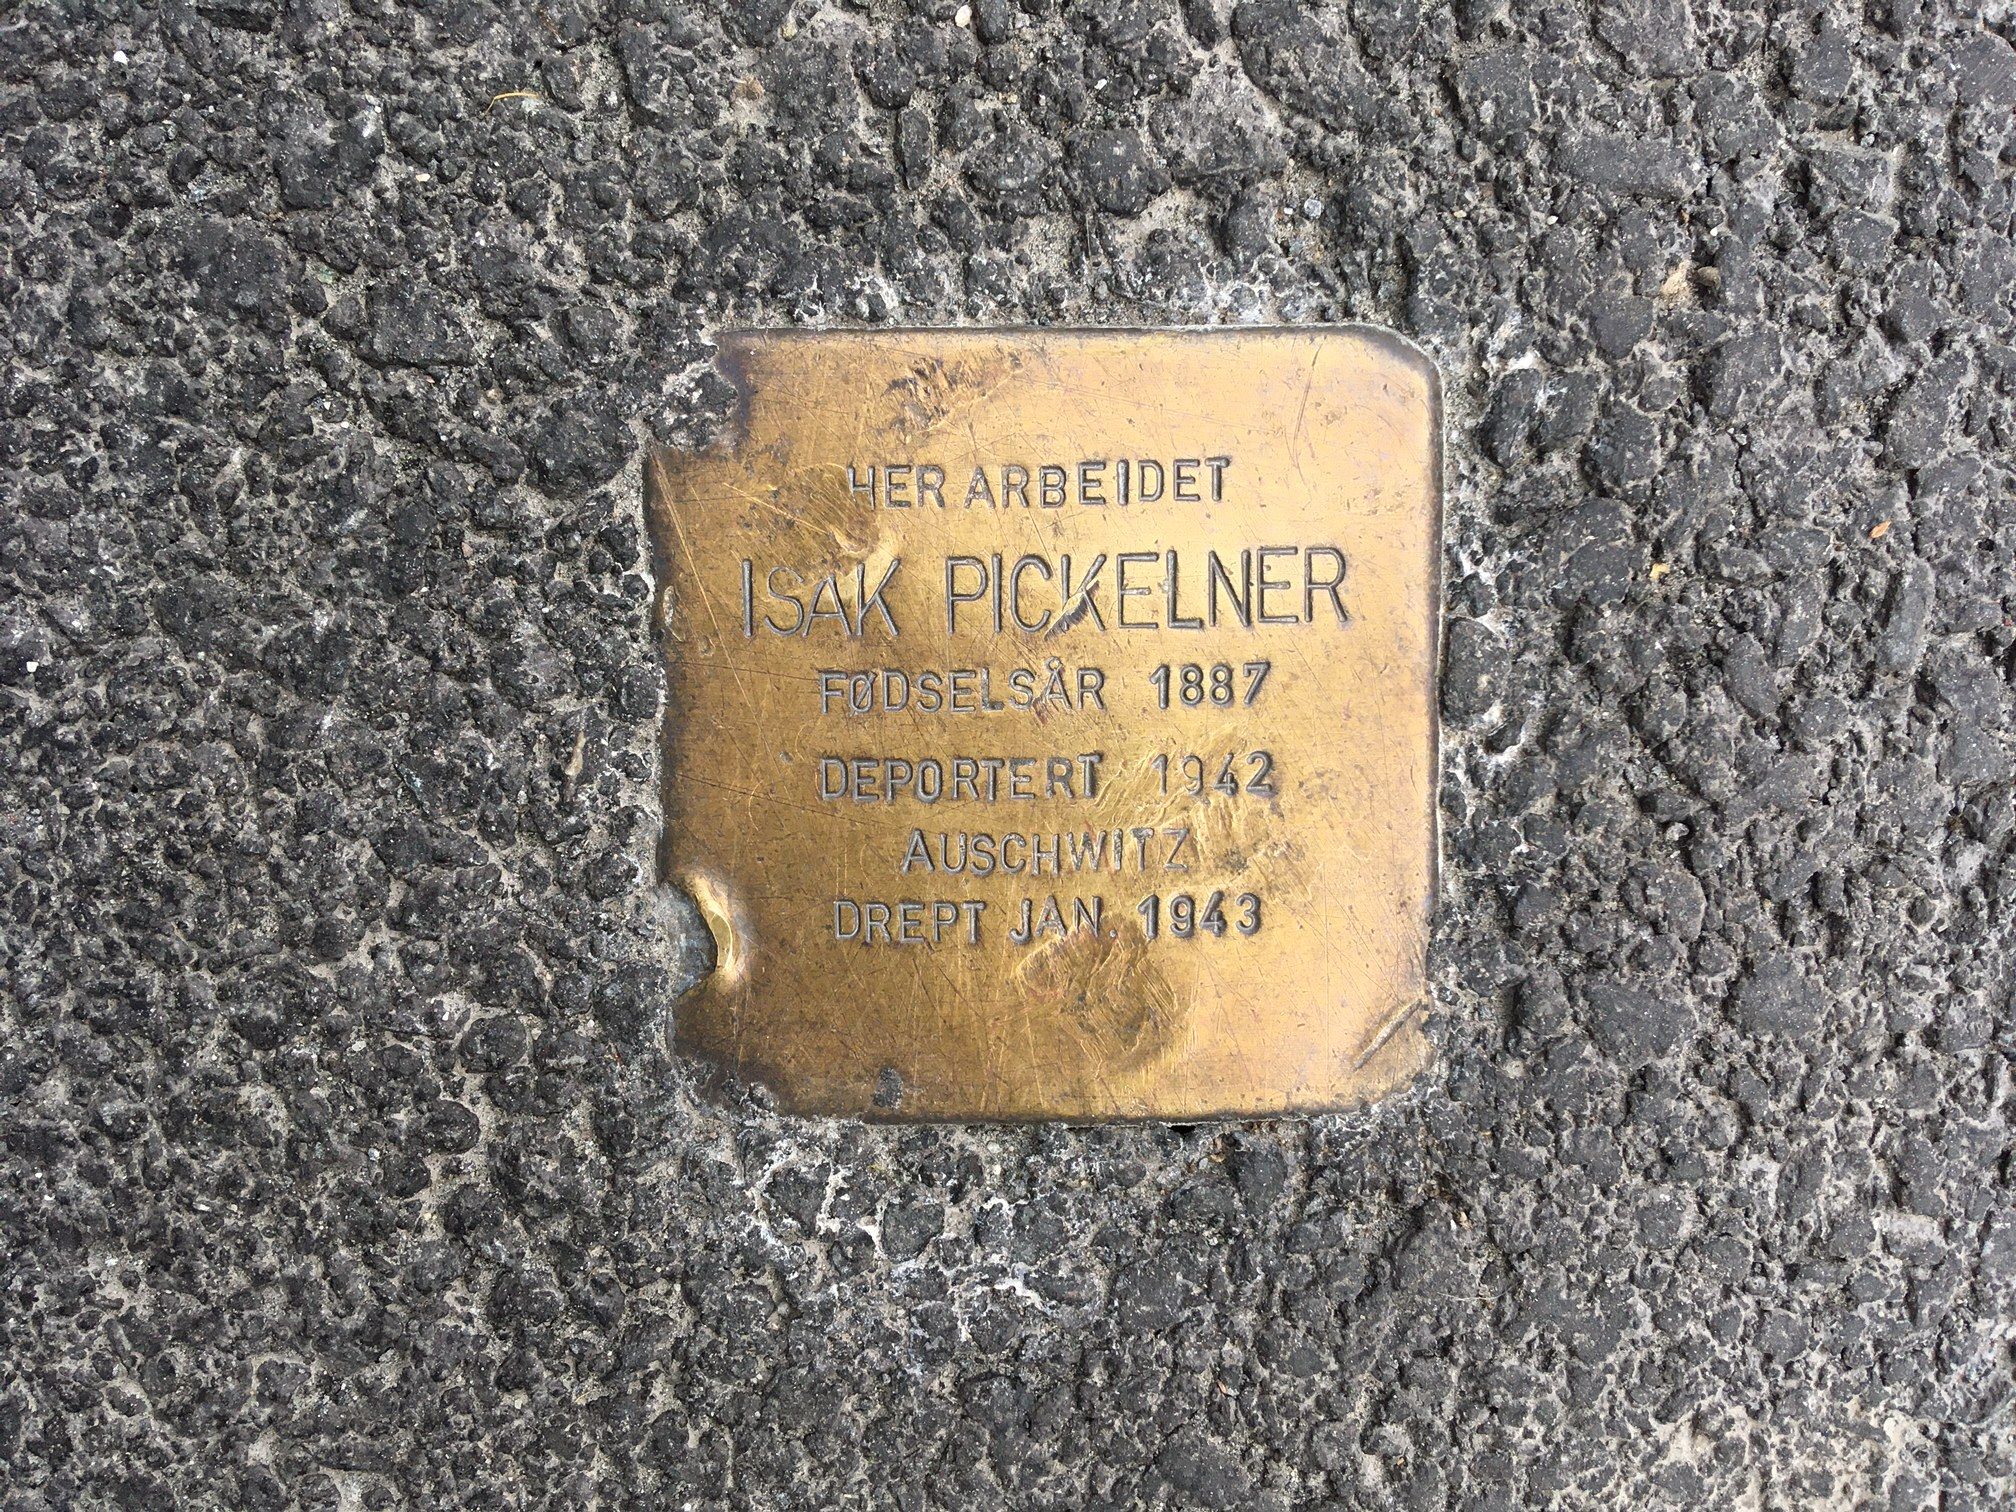 HER ARBEIDET
ISAK PICKELNER
FØDSELSÅR 1887
DEPORTERT 1942
AUSCHWITZ
DREPT JAN. 1943